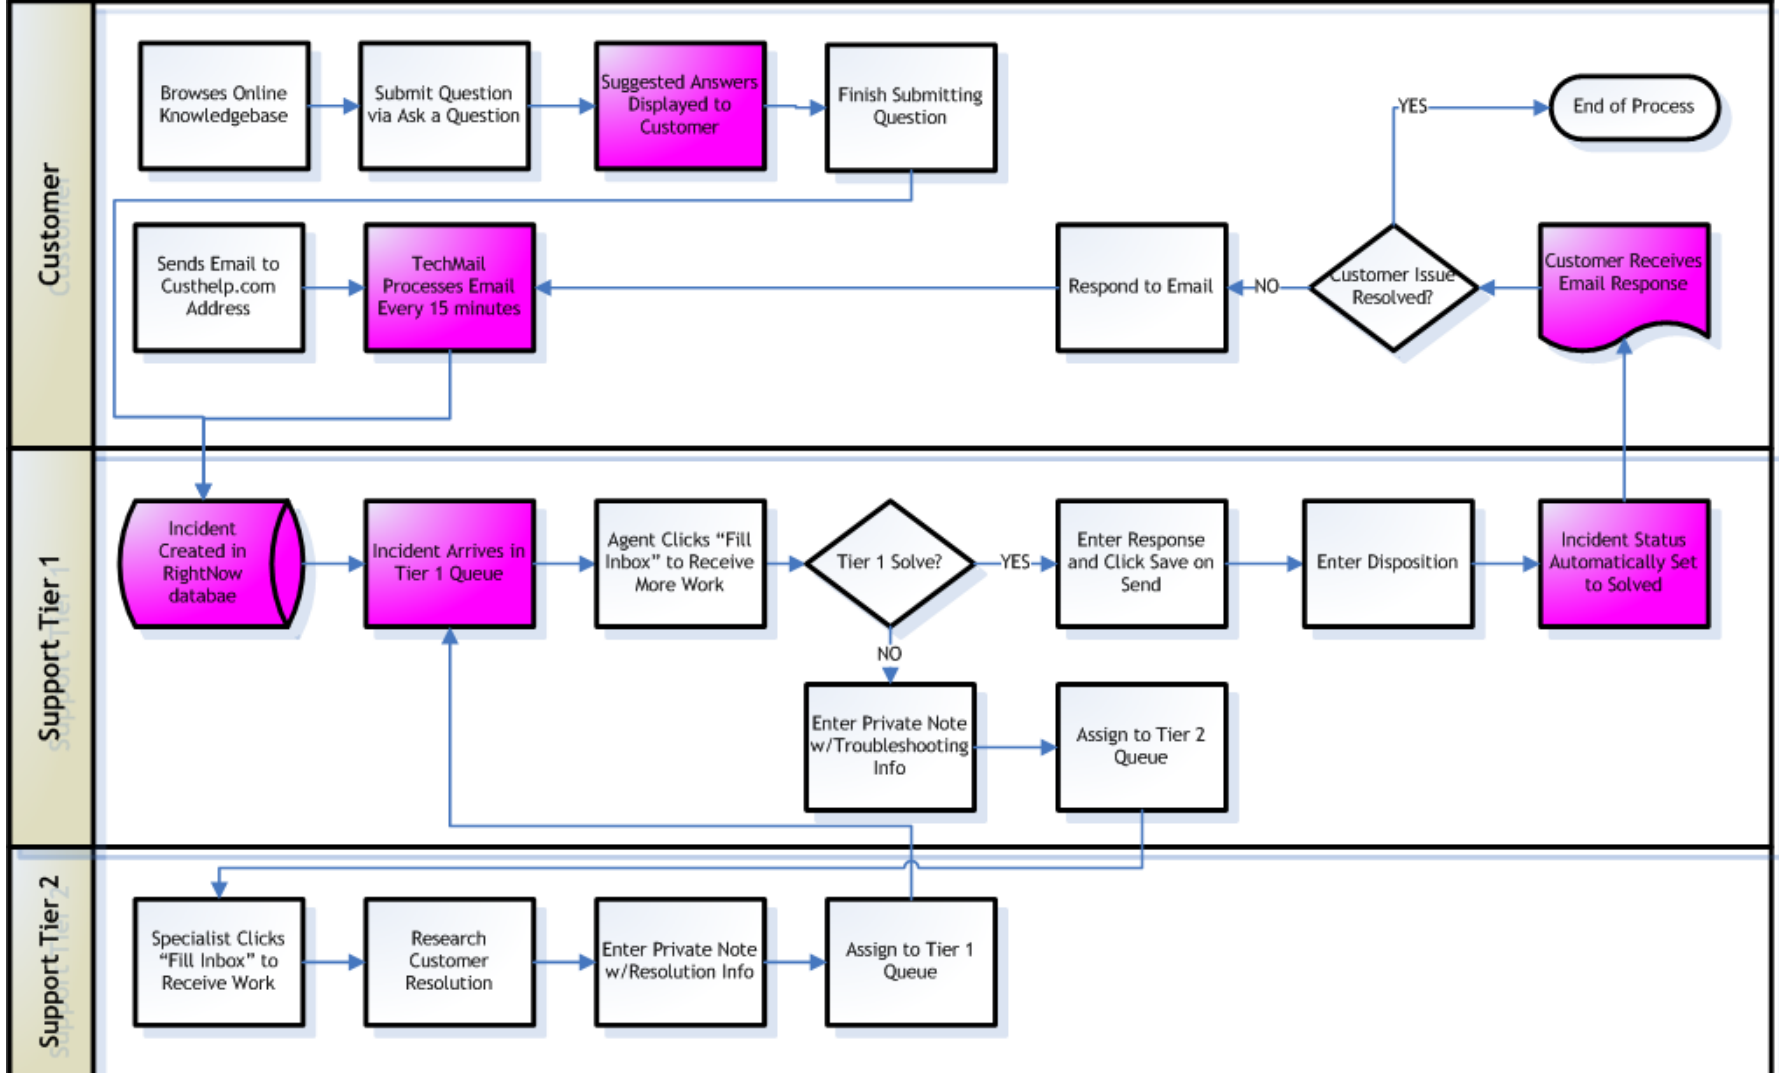 Customer
Browses Online
Knowledgebase
Submit Question
via Ask a Question
Suggested Answers
Displayed to
Customer
Finish Submitting
Question
YES
End of Process
Sends Email to
Custhelp.com
Address
TechMail
Processes Email
Every 15 minutes
Respond to Email
NO
Customer Issue
Resolved?
Customer Receives
Email Response
Support Tier 1
Incident
Created in
RightNow
databae
Incident Arrives in
Tier 1 Queue
Agent Clicks “Fill
Inbox” to Receive
More Work
Tier 1 Solve?
YES
Enter Response
and Click Save on
Send
Enter Disposition
Incident Status
Automatically Set
to Solved
NO
Enter Private Note
w/Troubleshooting
Info
Assign to Tier 2
Queue
Support Tier 2
Specialist Clicks
“Fill Inbox” to
Receive Work
Research
Customer
Resolution
Enter Private Note
w/Resolution Info
Assign to Tier 1
Queue